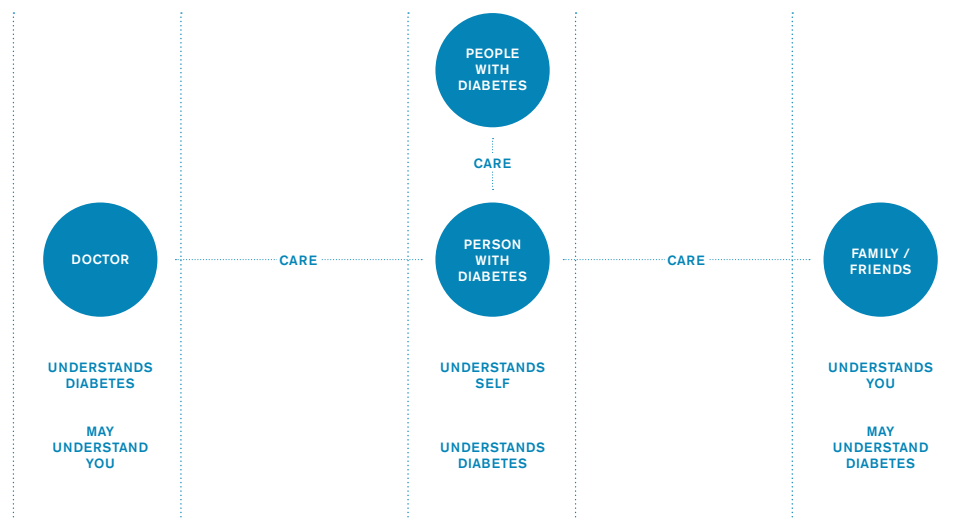 PEOPLE
WITH
DIABETES
CARE
DOCTOR
CARE
PERSON
WITH
DIABETES
CARE
FAMILY /
FRIENDS
UNDERSTANDS
DIABETES
UNDERSTANDS
SELF
UNDERSTANDS
YOU
MAY
UNDERSTAND
YOU
UNDERSTANDS
DIABETES
MAY
UNDERSTAND
DIABETES